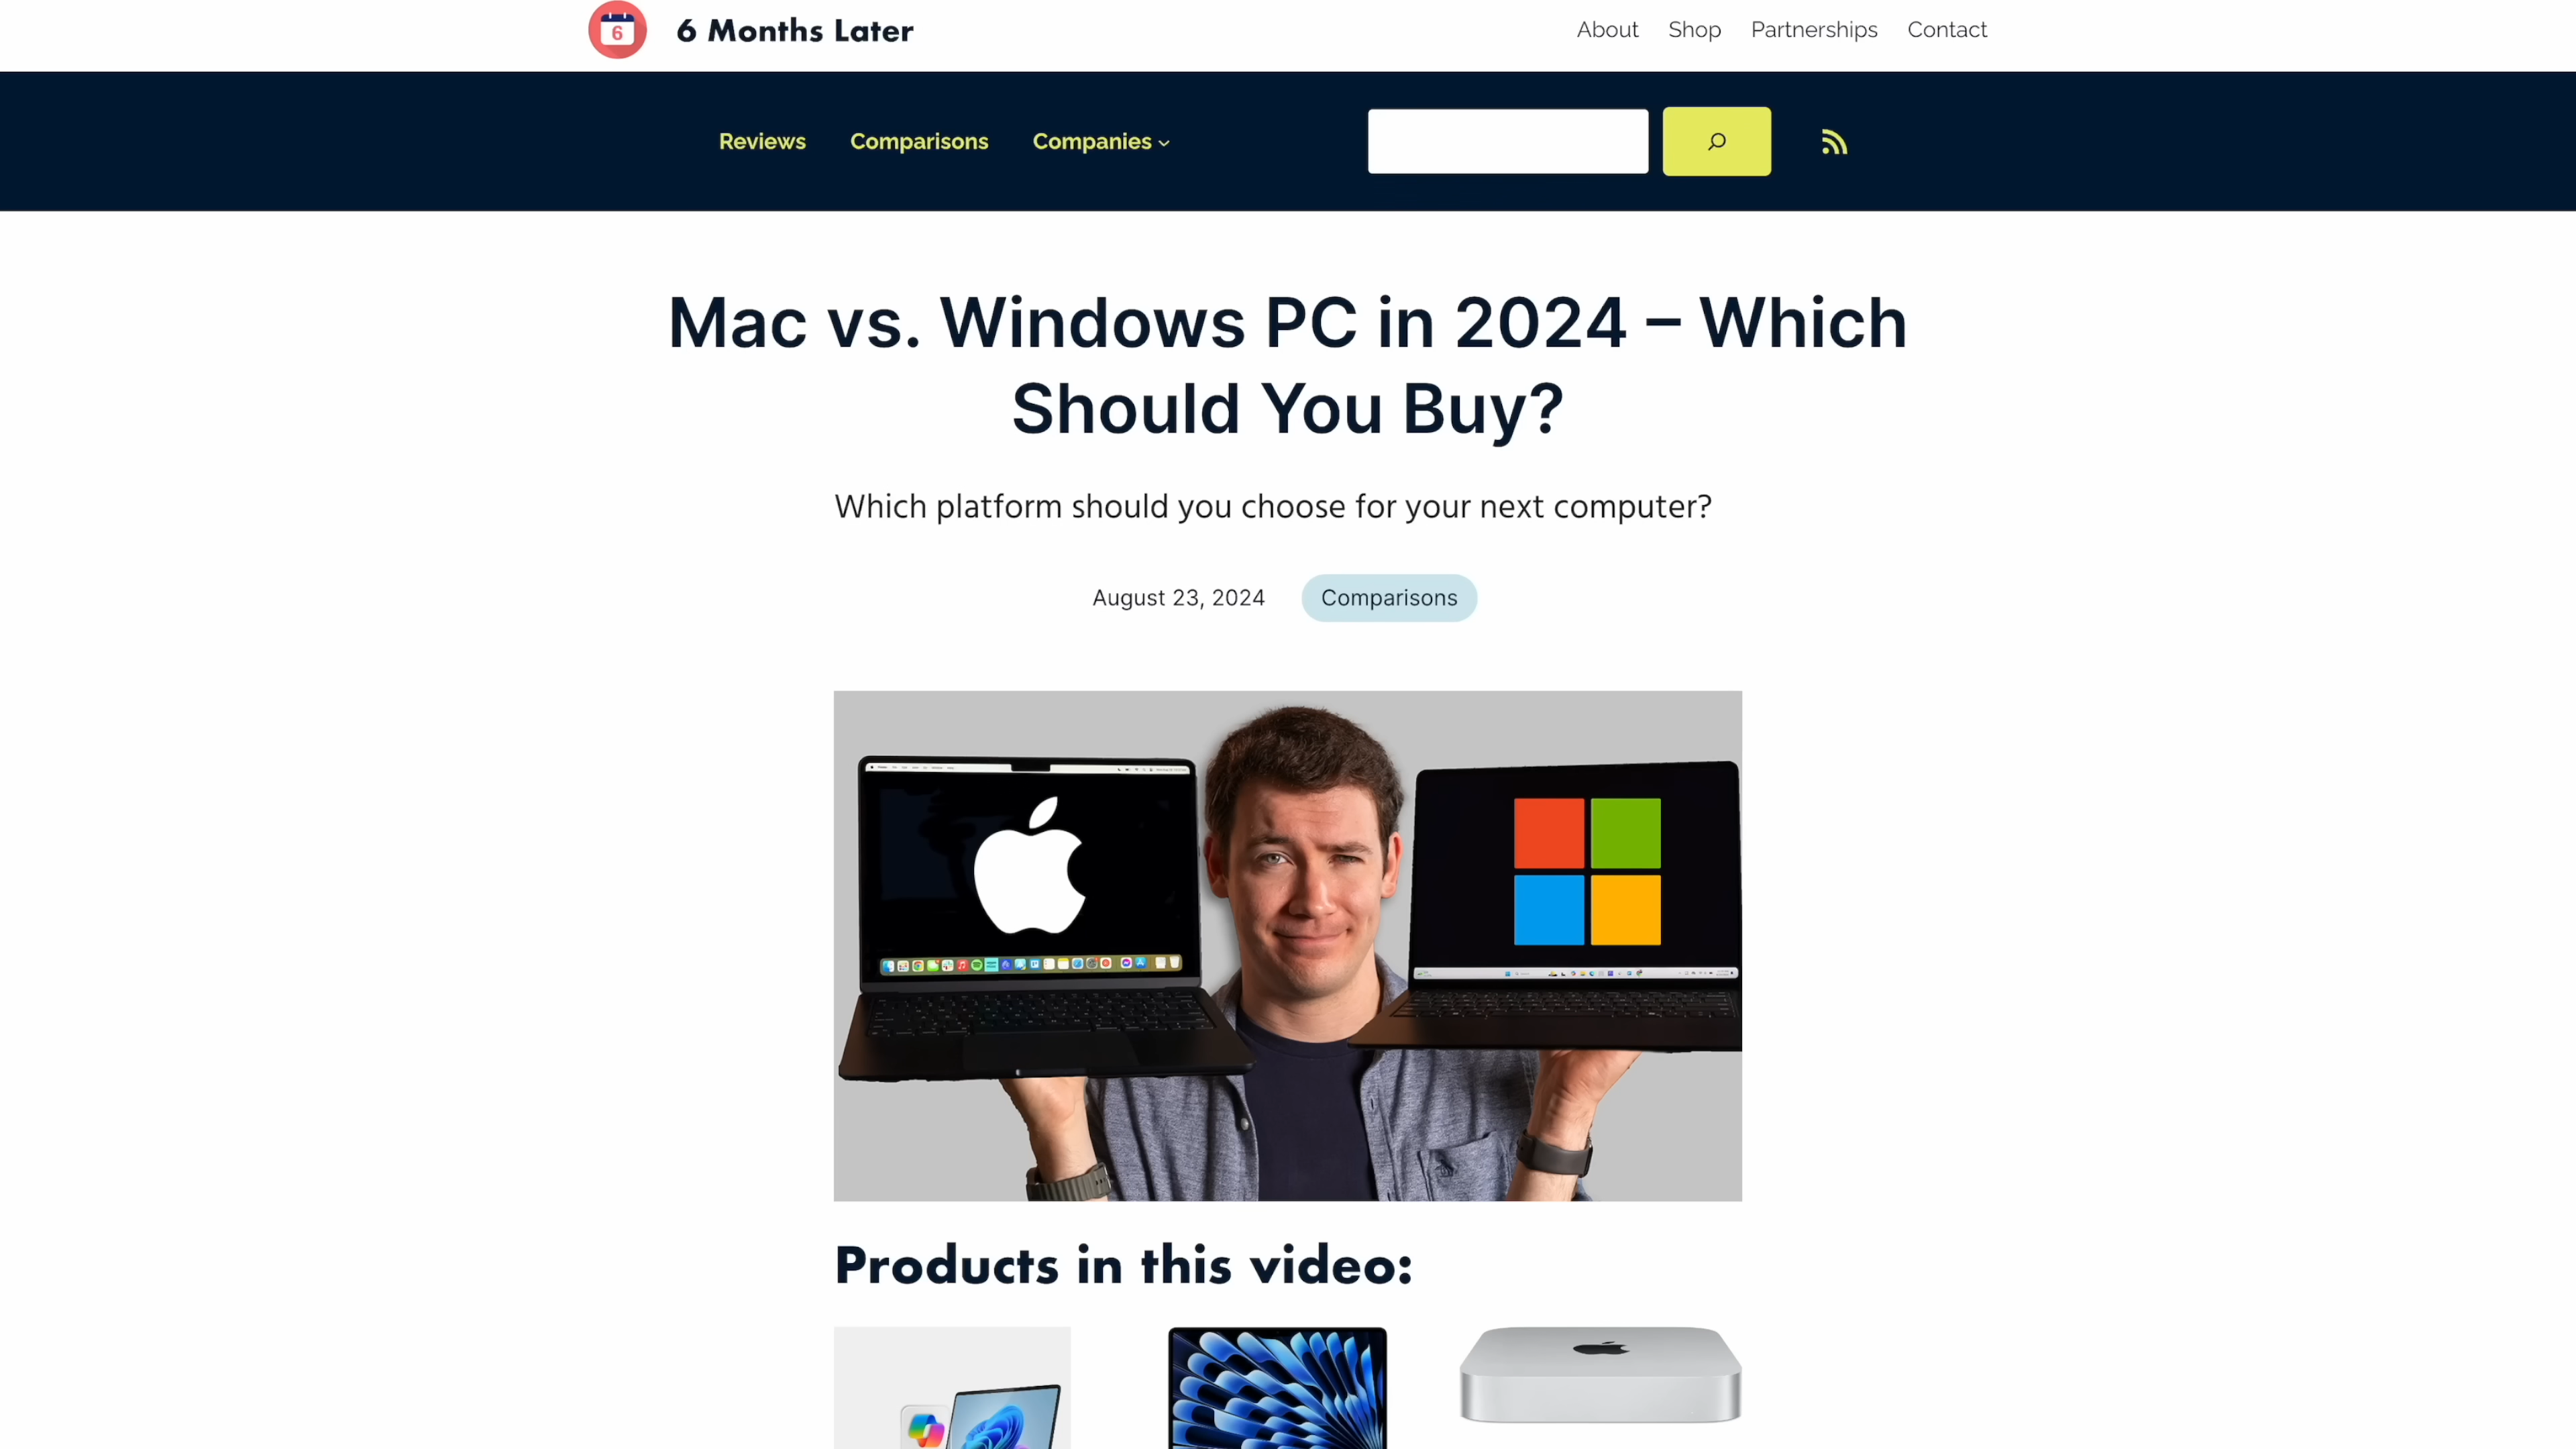 6
6 Months Later
About Shop Partnerships Contact
Reviews Comparisons Companies
Mac vs. Windows PC in 2024 – Which
Should You Buy?
Which platform should you choose for your next computer?
August 23, 2024 Comparisons
Products in this video: